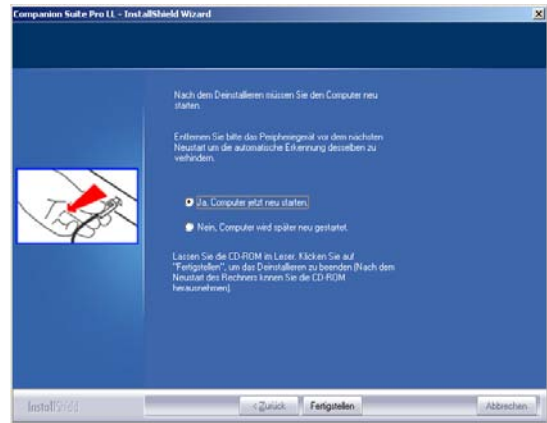 Companion Suite Pro LL - InstallShield Wizard
Nach dem Deinstallieren müssen Sie den Computer neu
starten.
Entfernen Sie bitte das Peripheriegerät vor dem nächsten
Neustart um die automatische Erkennung desselben zu
verhindern.
Ja, Computer jetzt neu starten.
Nein, Computer wird später neu gestartet.
Lassen Sie die CD-ROM im Leser. Klicken Sie auf
"Fertigstellen", um das Deinstallieren zu beenden (Nach dem
Neustart des Rechners knnen Sie die CD-ROM
herausnehmen).
InstallShield
< Zurück
Fertigstellen
Abbrechen